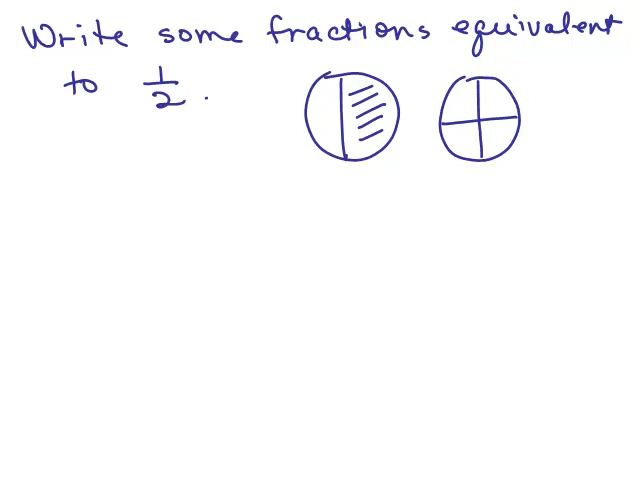 Write some fractions equivalent
to 1/2.